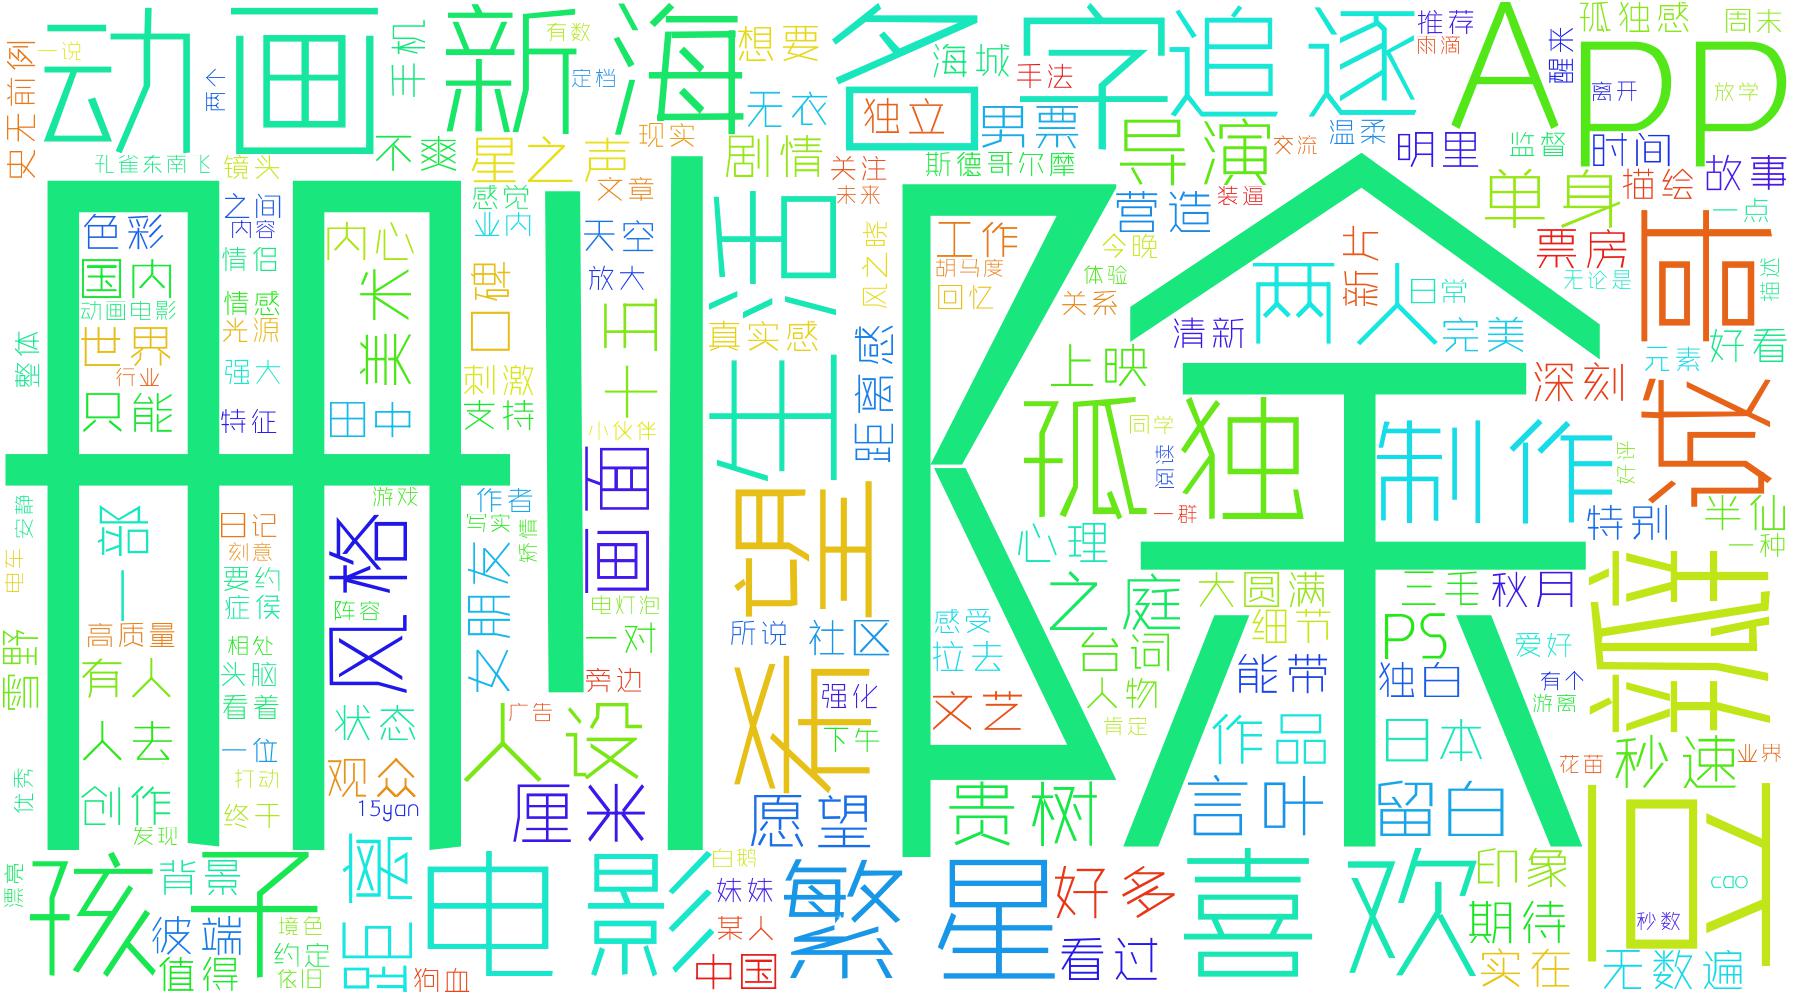 动画
新海
名字
追逐
APP
孤独感
周末
推荐
雨滴
醒来
离开
放学
一说
史无前例
两个
手机
有数
定档
想要
海城
手法
无衣
独立
男票
导演
交流
温柔
明里
监督
时间
故事
孔雀东南飞
镜头
不爽
星之声
现实
剧情
关注
未来
斯德哥尔摩
文章
感觉
业内
营造
装逼
单身
描绘
一点
票房
无论是
描述
之间
内容
色彩
国内
动画电影
世界
行业
只能
情侣
情感
光源
强大
特征
内心
美术
田中
口碑
刺激
支持
天空
放大
五十
小伙伴
生活
真实感
风之晓
距离感
工作
胡马度
回忆
今晚
体验
关系
清新
新片
两人
日常
完美
元素
好看
上映
深刻
整体
删除
孤独
同学
阅读
一群
制作
好评
特别
半仙
一种
安静
电车
雪野
优秀
一部
高质量
有人
人去
创作
发现
日记
刻意
要约
症侯
相处
头脑
看着
一位
打动
终于
游戏
风格
阵容
状态
观众
15yan
作者
写实
矫情
女朋友
画面
电灯泡
一对
旁边
广告
人设
厘米
希望
所说
社区
强化
下午
愿望
感受
拉去
文艺
心理
之庭
台词
人物
肯定
贵树
大圆满
细节
能带
作品
言叶
三毛
秋月
PS
独白
日本
留白
爱好
有个
游离
花苗
秒速
业界
漂亮
孩子
背景
彼端
值得
境色
约定
依旧
距离
狗血
电影
白鹅
妹妹
某人
中国
繁星
好多
看过
喜欢
印象
期待
实在
无数遍
秒数
cao